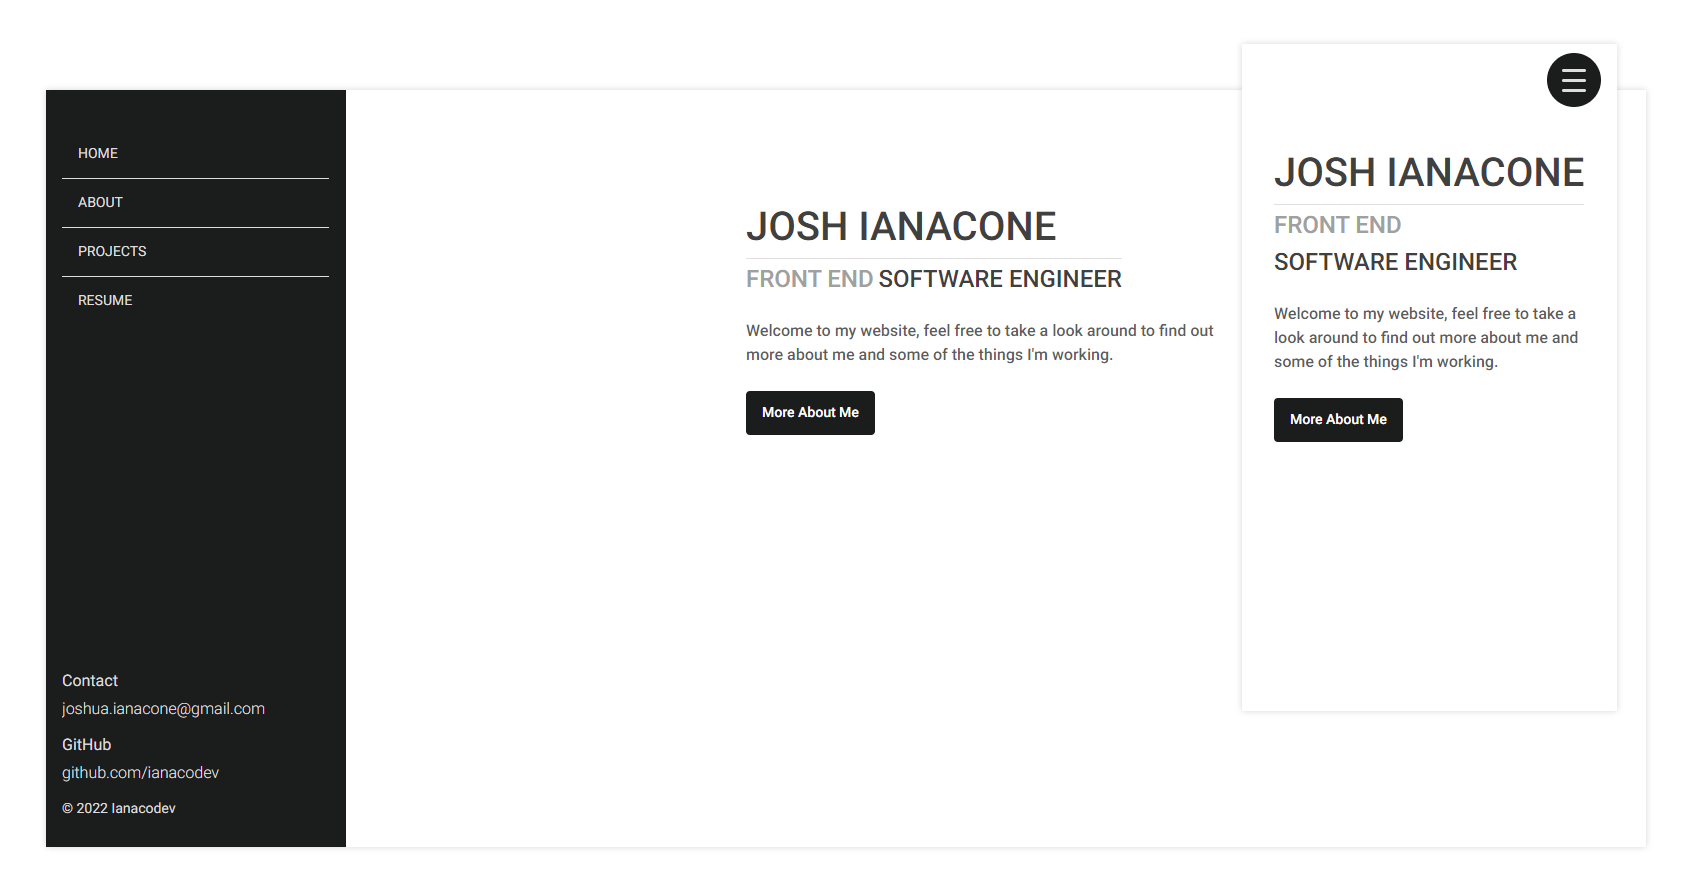 HOME
ABOUT
PROJECTS
RESUME
Contact
joshua.ianacone@gmail.com
GitHub
github.com/ianacodev
© 2022 Ianacodev
JOSH IANACONE
FRONT END SOFTWARE ENGINEER
Welcome to my website, feel free to take a look around to find out
more about me and some of the things I'm working.
More About Me
JOSH IANACONE
FRONT END
SOFTWARE ENGINEER
Welcome to my website, feel free to take a
look around to find out more about me and
some of the things I'm working.
More About Me